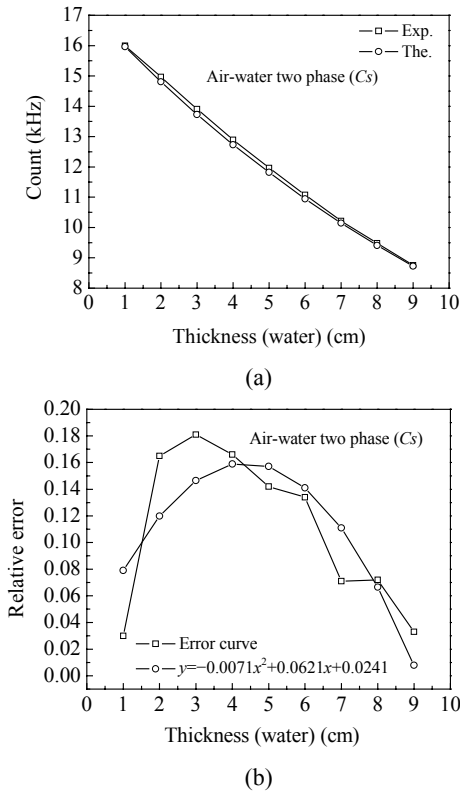 17
16
15
14
13
12
11
10
9
8
Count (kHz)
Exp.
The.
Air-water two phase (Cs)
0 1 2 3 4 5 6 7 8 9 10
Thickness (water) (cm)
(a)
0.20
0.18
0.16
0.14
0.12
0.10
0.08
0.06
0.04
0.02
0.00
Relative error
Air-water two phase (Cs)
Error curve
y=−0.0071x²+0.0621x+0.0241
0 1 2 3 4 5 6 7 8 9 10
Thickness (water) (cm)
(b)